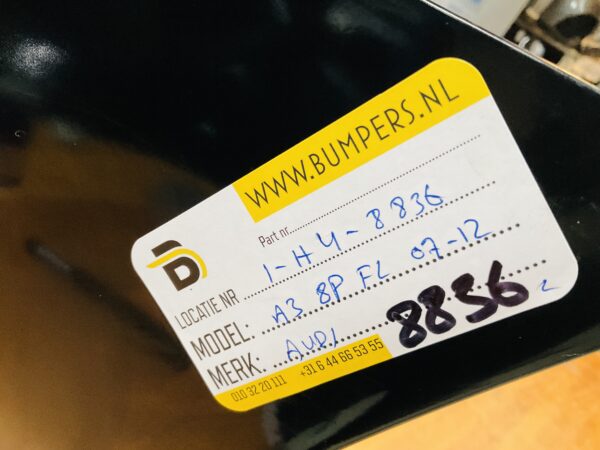 WWW.BUMPERS.NL
Part nr.
LOCATIE NR 1-H4-8836
MODEL: A3 8P FL 07-12
MERK: AUDI 8836
010 32 20 111 +31 6 44 66 53 55